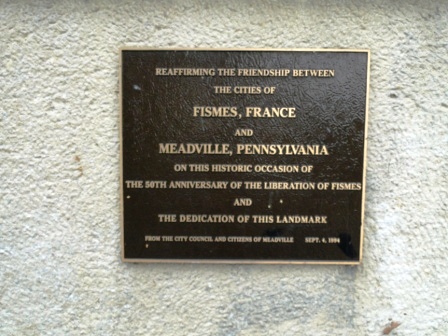 REAFFIRMING THE FRIENDSHIP BETWEEN
THE CITIES OF
FISMES, FRANCE
AND
MEADVILLE, PENNSYLVANIA
ON THIS HISTORIC OCCASION OF
THE 50TH ANNIVERSARY OF THE LIBERATION OF FISMES
AND
THE DEDICATION OF THIS LANDMARK
FROM THE CITY COUNCIL AND CITIZENS OF MEADVILLE SEPT. 4, 1994